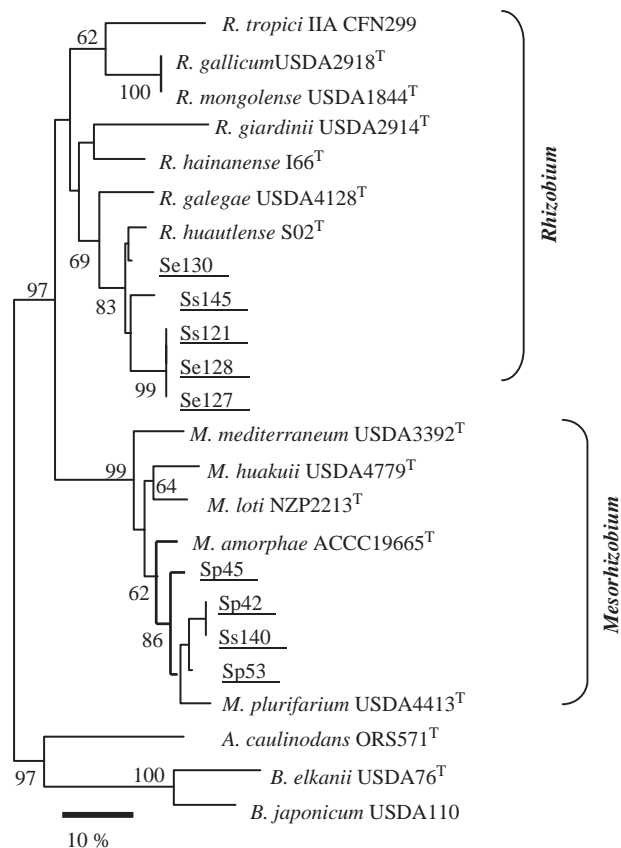 R. tropici IIA CFN299
62
R. gallicumUSDA2918T
100
R. mongolense USDA1844T
R. giardinii USDA2914T
R. hainanense I66T
R. galegae USDA4128T
R. huautlense S02T
69
Se130
97
83
Ss145
Ss121
Se128
99
Se127
Rhizobium
M. mediterraneum USDA3392T
99
M. huakuii USDA4779T
64
M. loti NZP2213T
M. amorphae ACCC19665T
Sp45
62
Sp42
86
Ss140
Sp53
M. plurifarium USDA4413T
Mesorhizobium
A. caulinodans ORS571T
97
100
B. elkanii USDA76T
B. japonicum USDA110
10 %